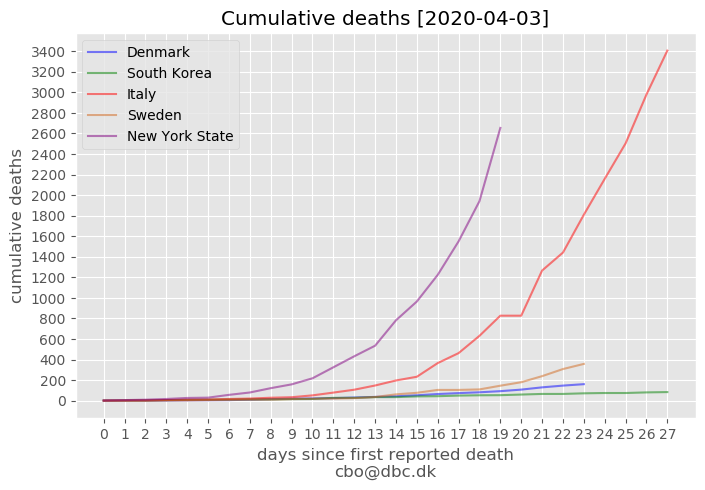 Cumulative deaths [2020-04-03]
Denmark
South Korea
Italy
Sweden
New York State
cumulative deaths
3400
3200
3000
2800
2600
2400
2200
2000
1800
1600
1400
1200
1000
800
600
400
200
0
0 1 2 3 4 5 6 7 8 9 10 11 12 13 14 15 16 17 18 19 20 21 22 23 24 25 26 27
days since first reported death
cbo@dbc.dk